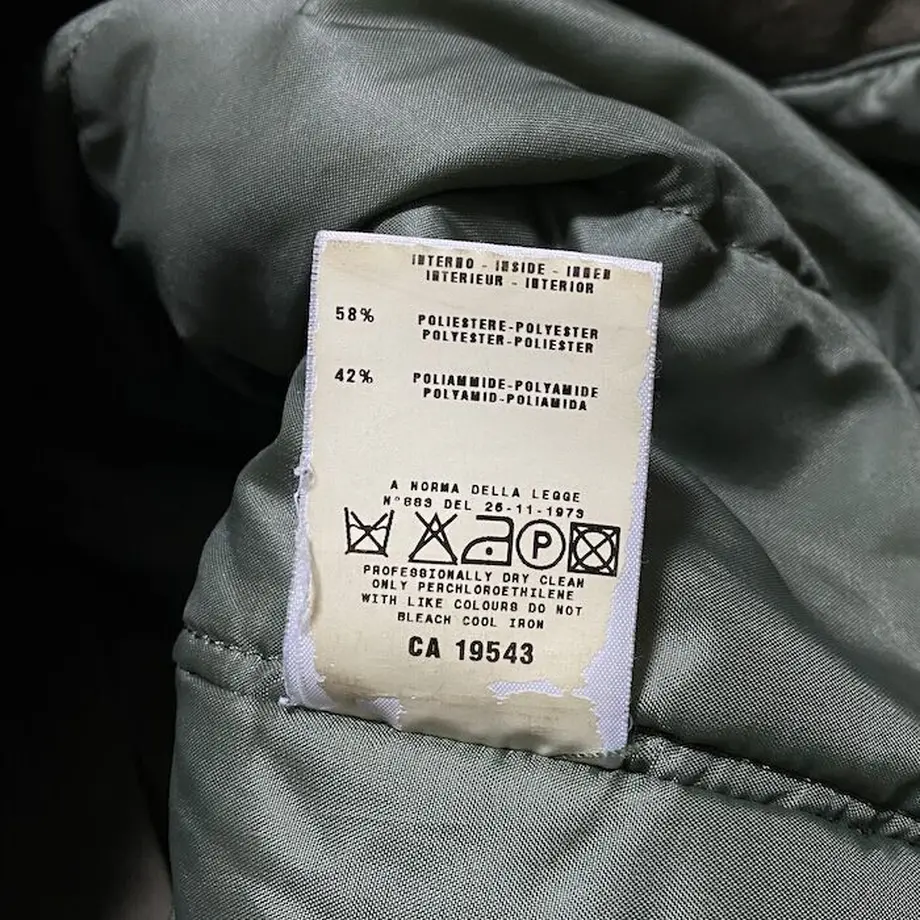 INTERNO - INSIDE - INNEN
INTERIEUR - INTERIOR
58% POLIESTERE-POLYESTER
POLYESTER-POLIESTER
42% POLIAMMIDE-POLYAMIDE
POLYAMID-POLIAMIDA
A NORMA DELLA LEGGE
N°883 DEL 26-11-1973
P
PROFESSIONALLY DRY CLEAN
ONLY PERCHLOROETHILENE
WITH LIKE COLOURS DO NOT
BLEACH COOL IRON
CA 19543